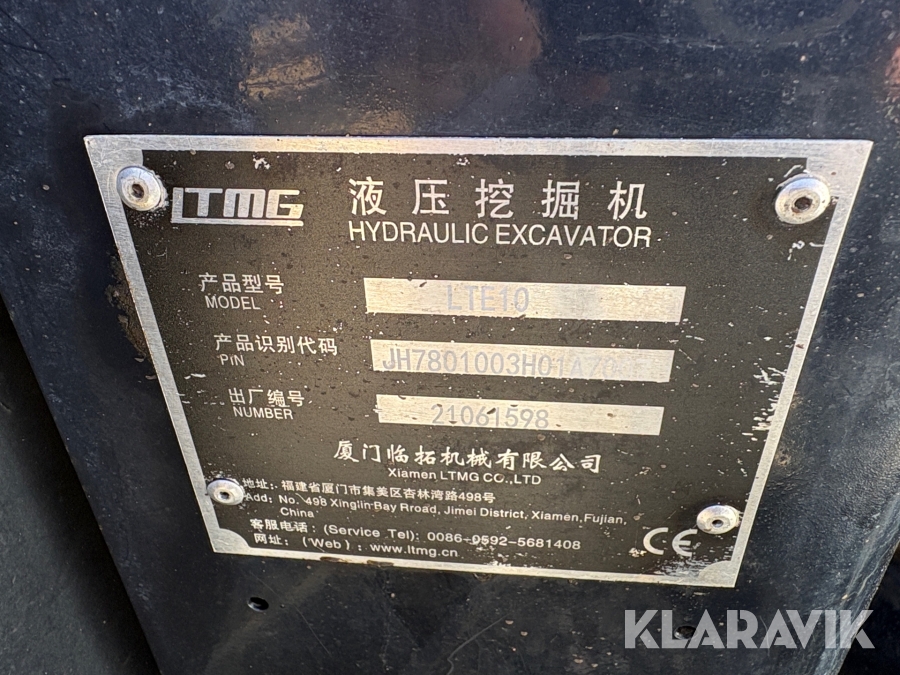 LTMG
液压挖掘机
HYDRAULIC EXCAVATOR
产品型号
MODEL
LTE10
产品识别代码
PIN
出厂编号
NUMBER
21061598
厦门临拓机械有限公司
Xiamen LTMG CO.,LTD
地址：福建省厦门市集美区杏林湾路498号
Add: No. 498 Xinglin Bay Rroad, Jimei District, Xiamen, Fujian,
China
客服电话：(Service Tel): 0086-0592-5681408
网址：(Web)：www.ltmg.cn
CE
KLARAVIK